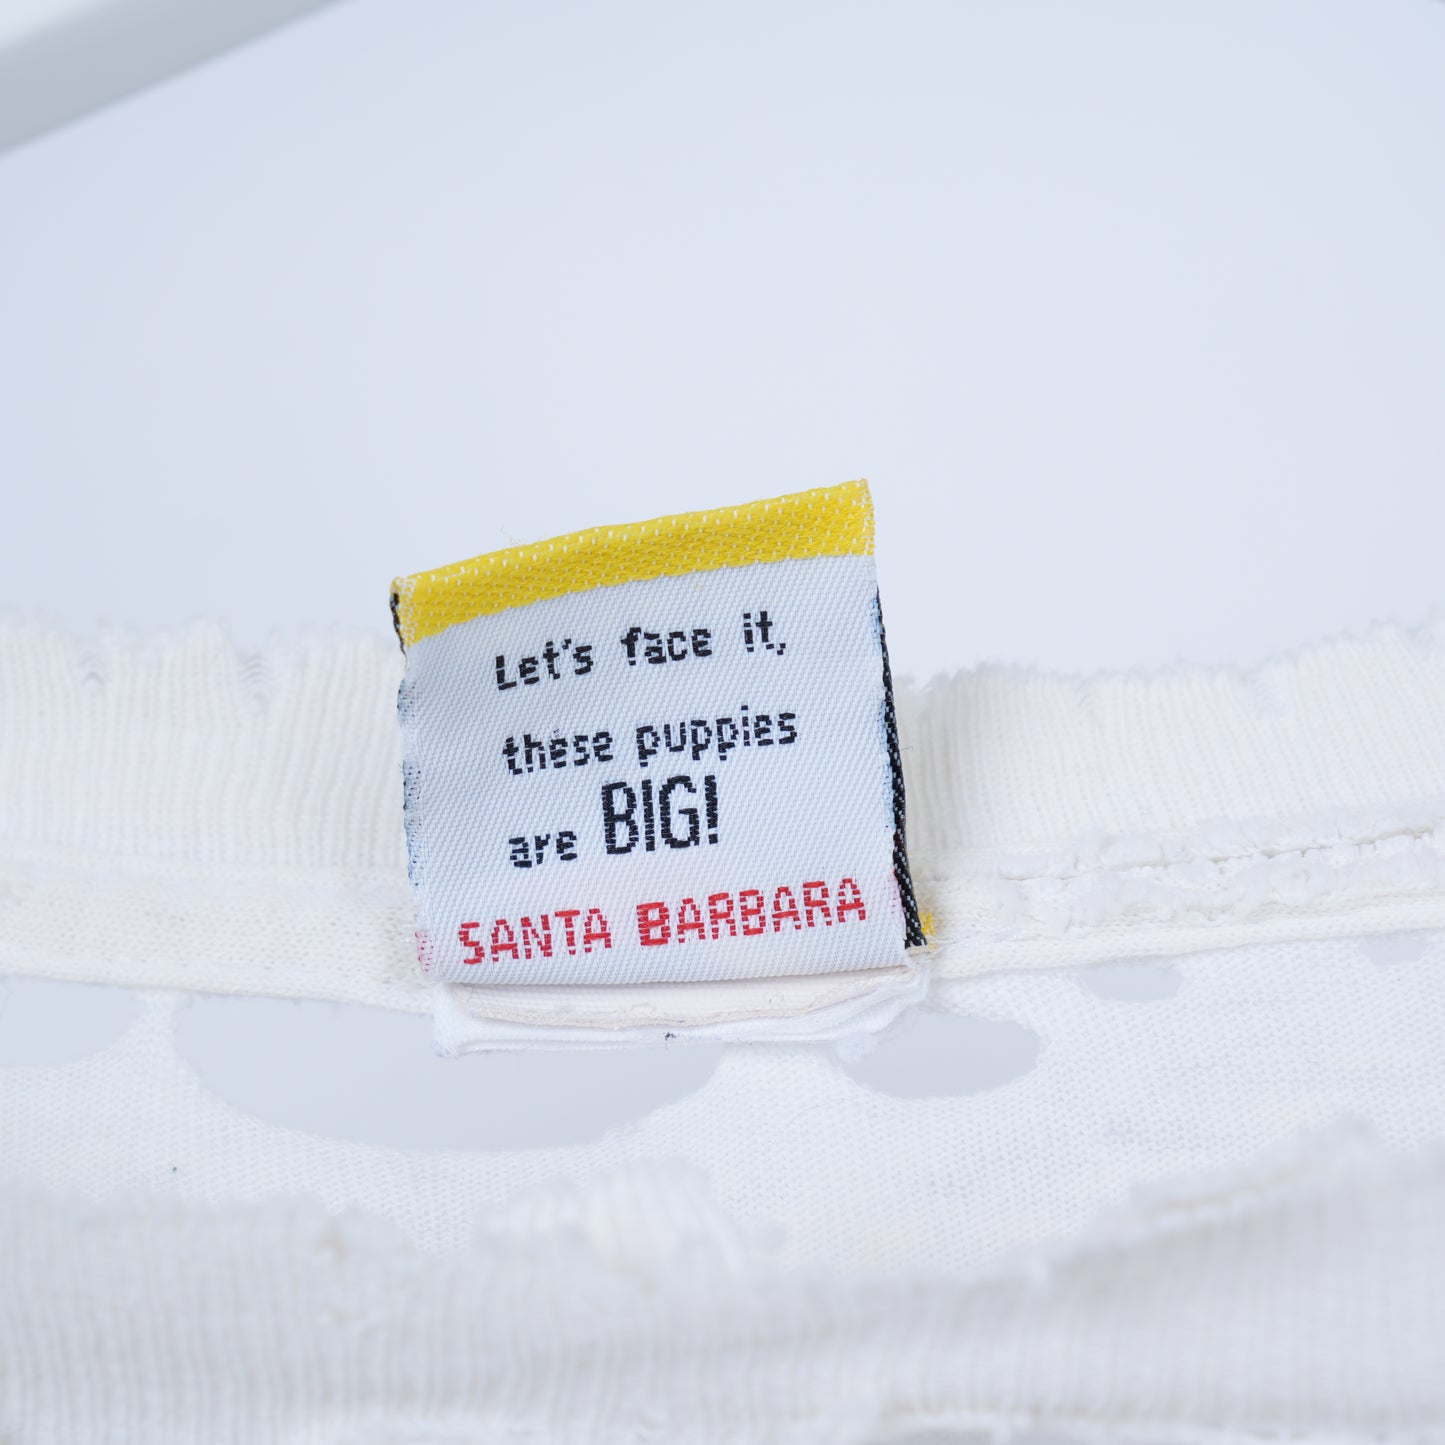 Let's face it,
these puppies
are BIG!
SANTA BARBARA